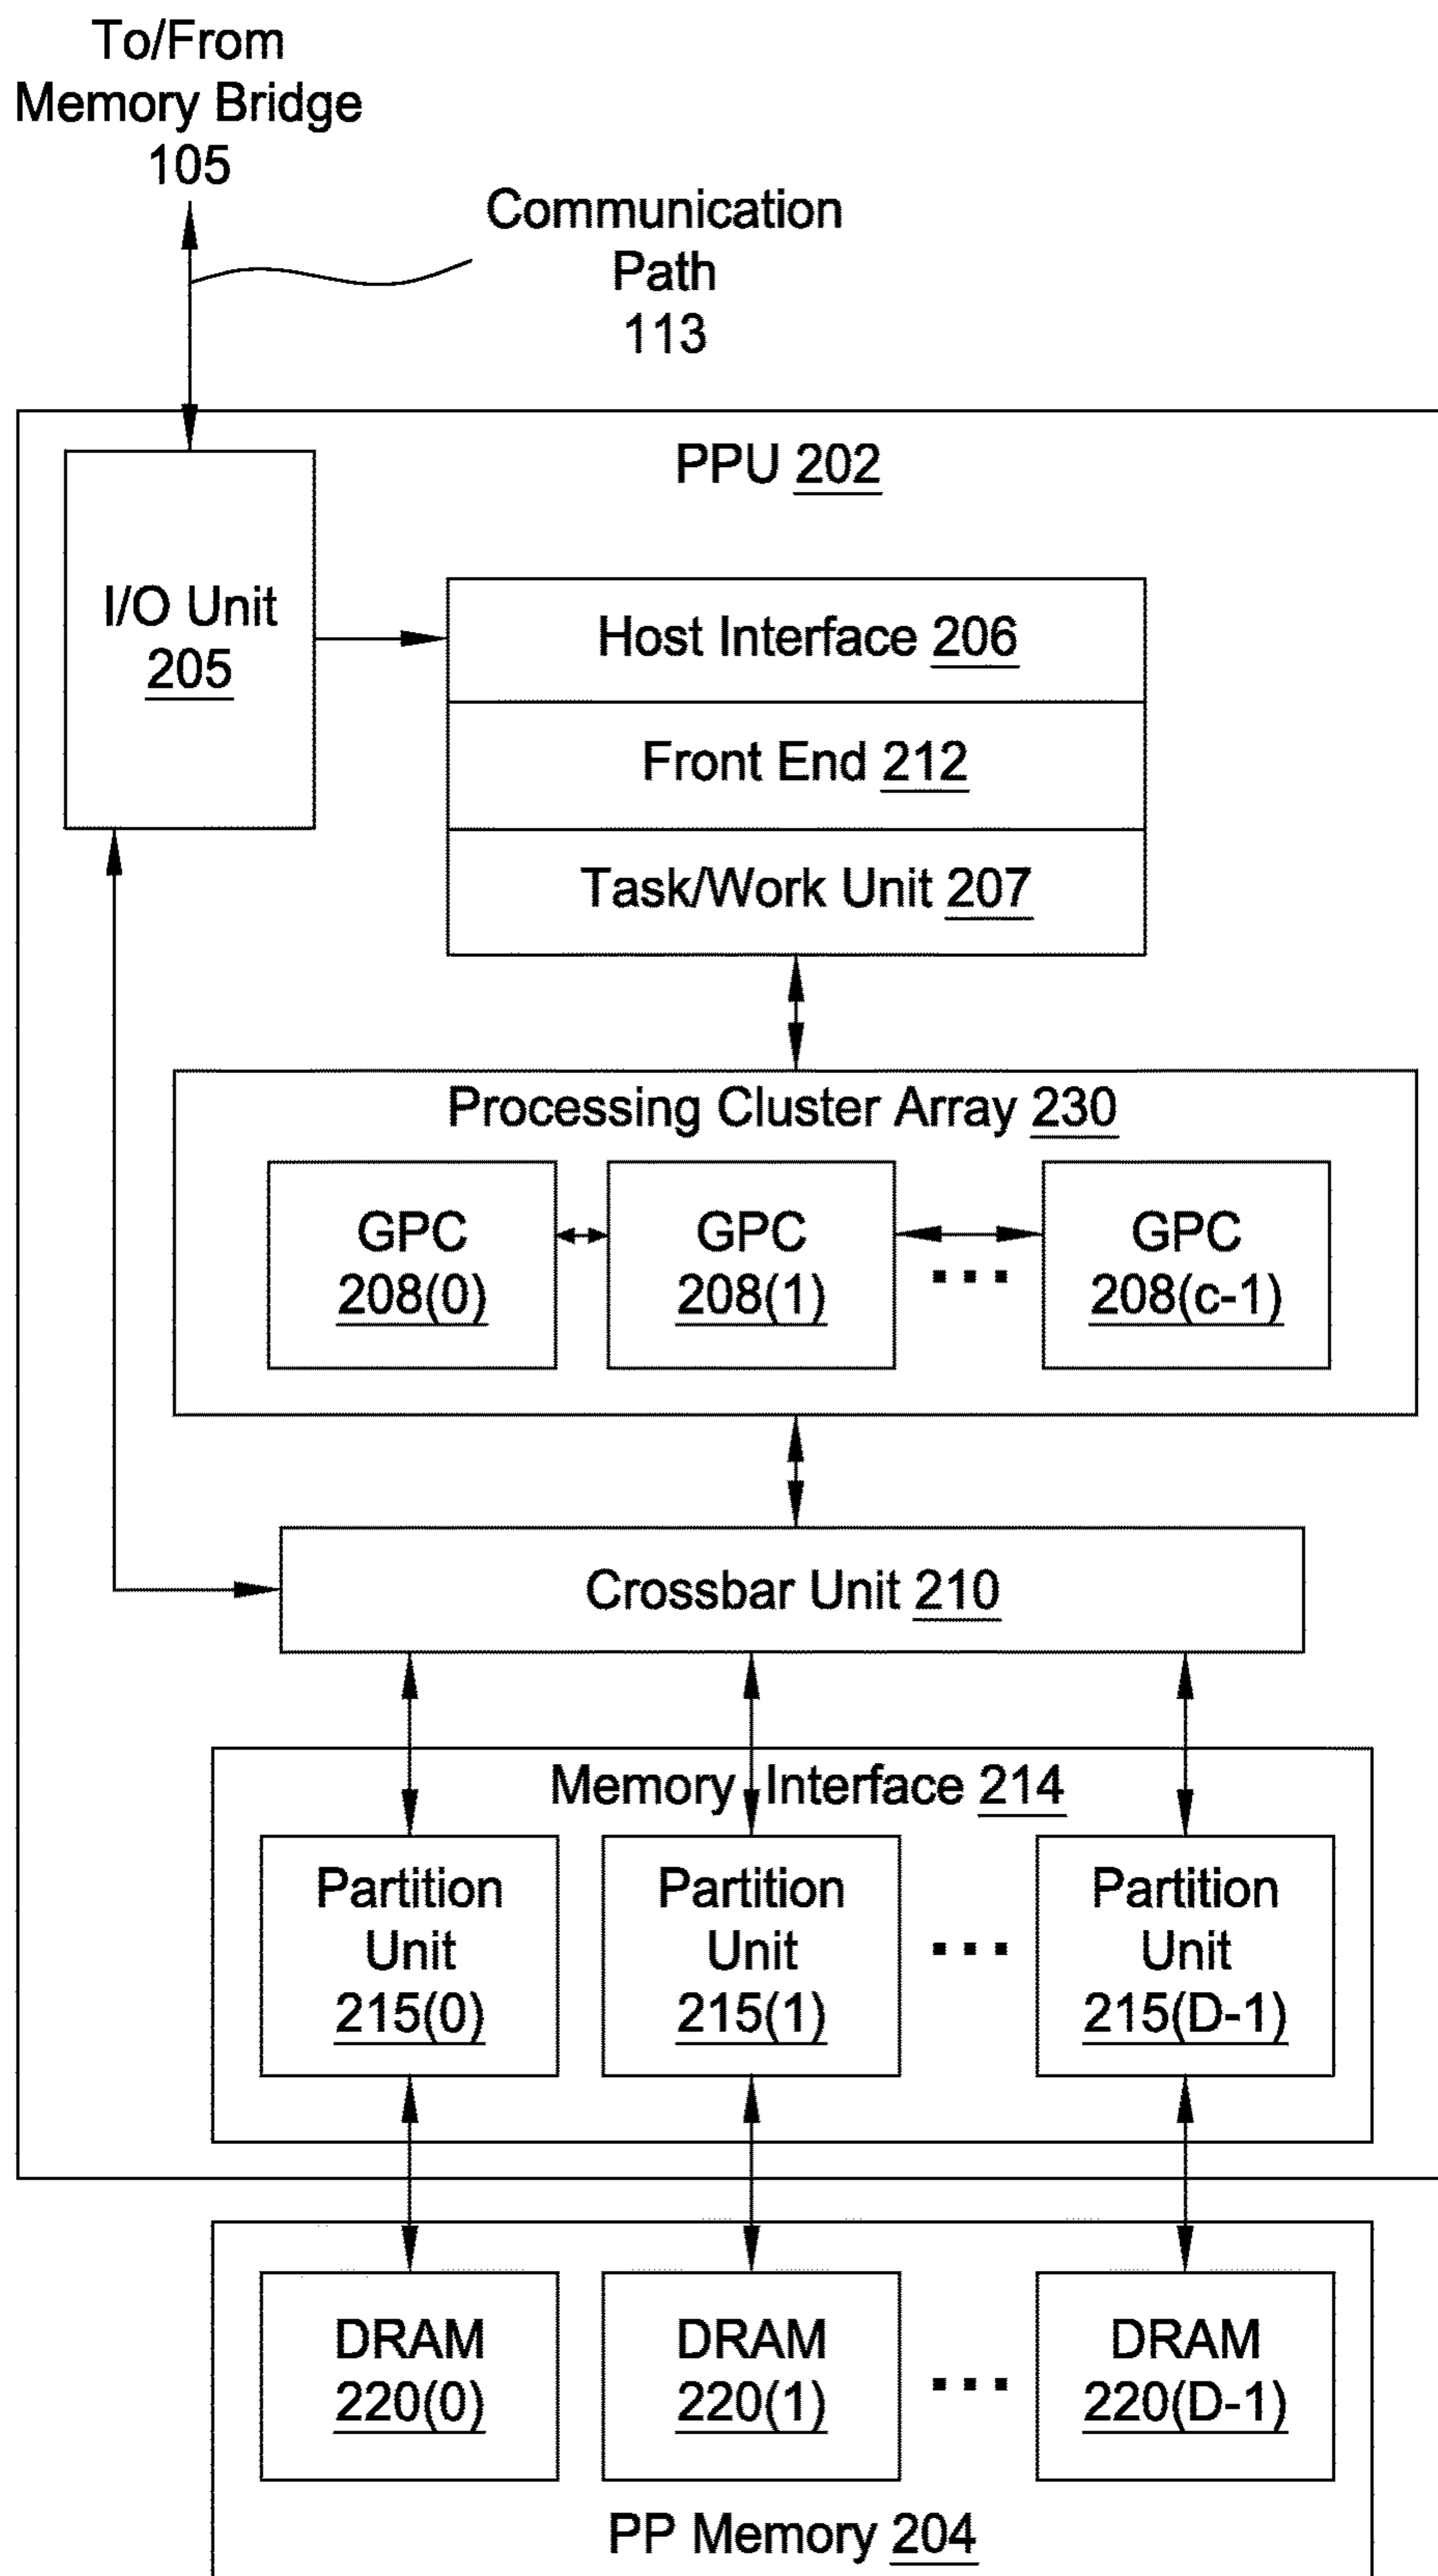 To/From
Memory Bridge
105
Communication
Path
113
PPU 202
I/O Unit
205
Host Interface 206
Front End 212
Task/Work Unit 207
Processing Cluster Array 230
GPC
208(0)
GPC
208(1)
...
GPC
208(c-1)
Crossbar Unit 210
Memory Interface 214
Partition
Unit
215(0)
Partition
Unit
215(1)
...
Partition
Unit
215(D-1)
DRAM
220(0)
DRAM
220(1)
...
DRAM
220(D-1)
PP Memory 204